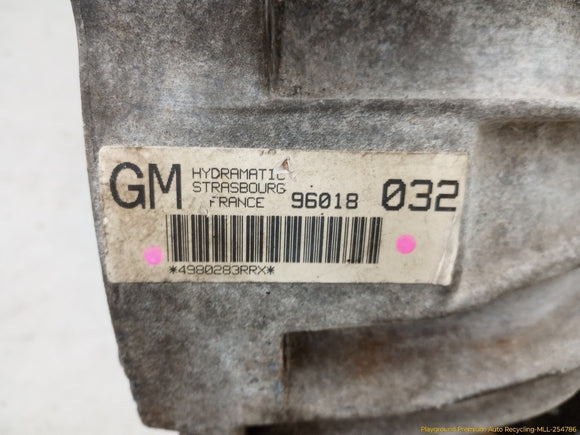 GM HYDRAMATIC
STRASBOURG
FRANCE 96018 032
*4980283RRX*
Playground Premium Auto Recycling-MLL-254786